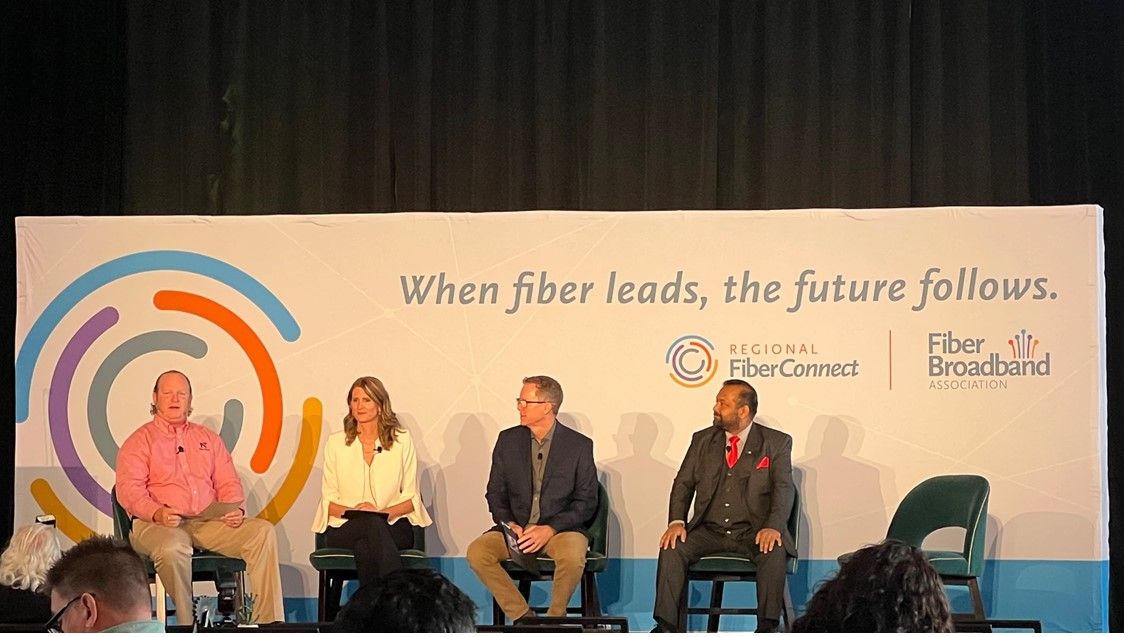 When fiber leads, the future follows.
REGIONAL
FiberConnect
Fiber
Broadband
ASSOCIATION